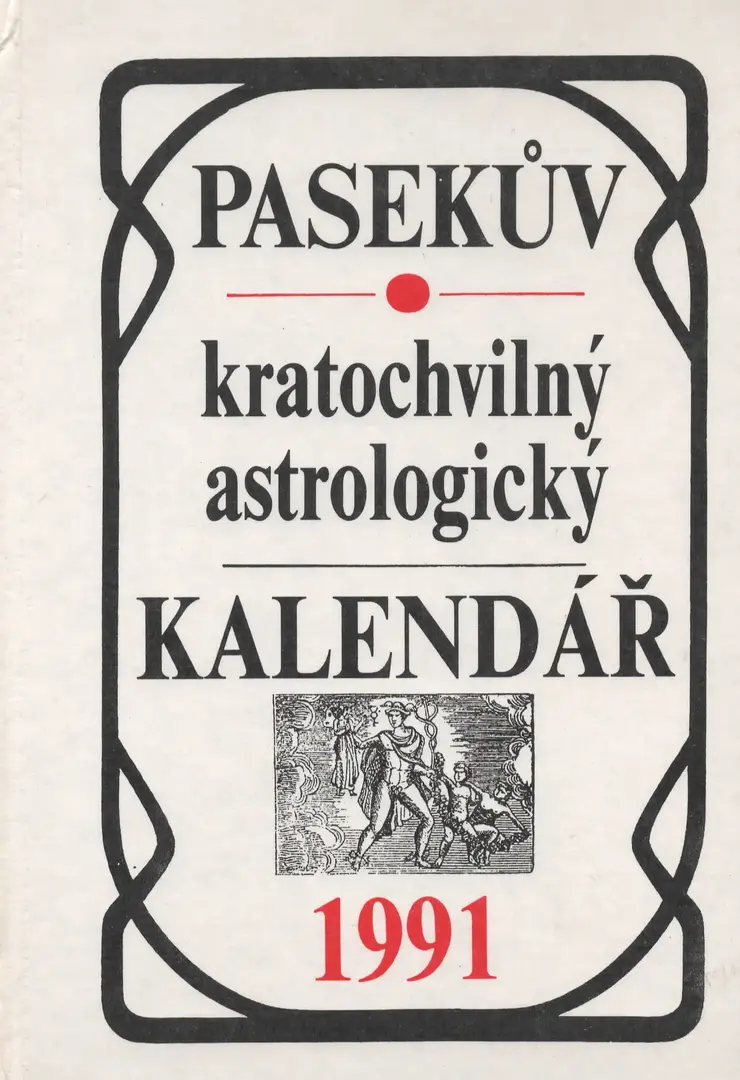 PASEKŮV
kratochvilný
astrologický
KALENDÁŘ
1991